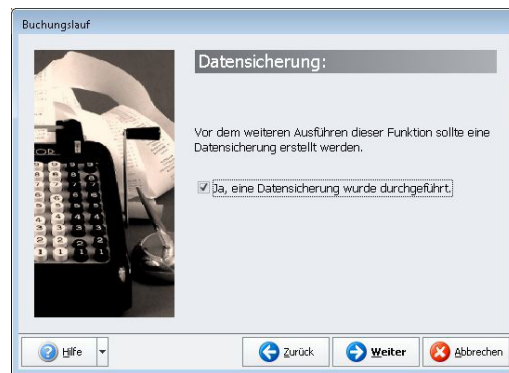 Buchungslauf
Datensicherung:
Vor dem weiteren Ausführen dieser Funktion sollte eine
Datensicherung erstellt werden.
Ja, eine Datensicherung wurde durchgeführt.
Hilfe
Zurück
Weiter
Abbrechen